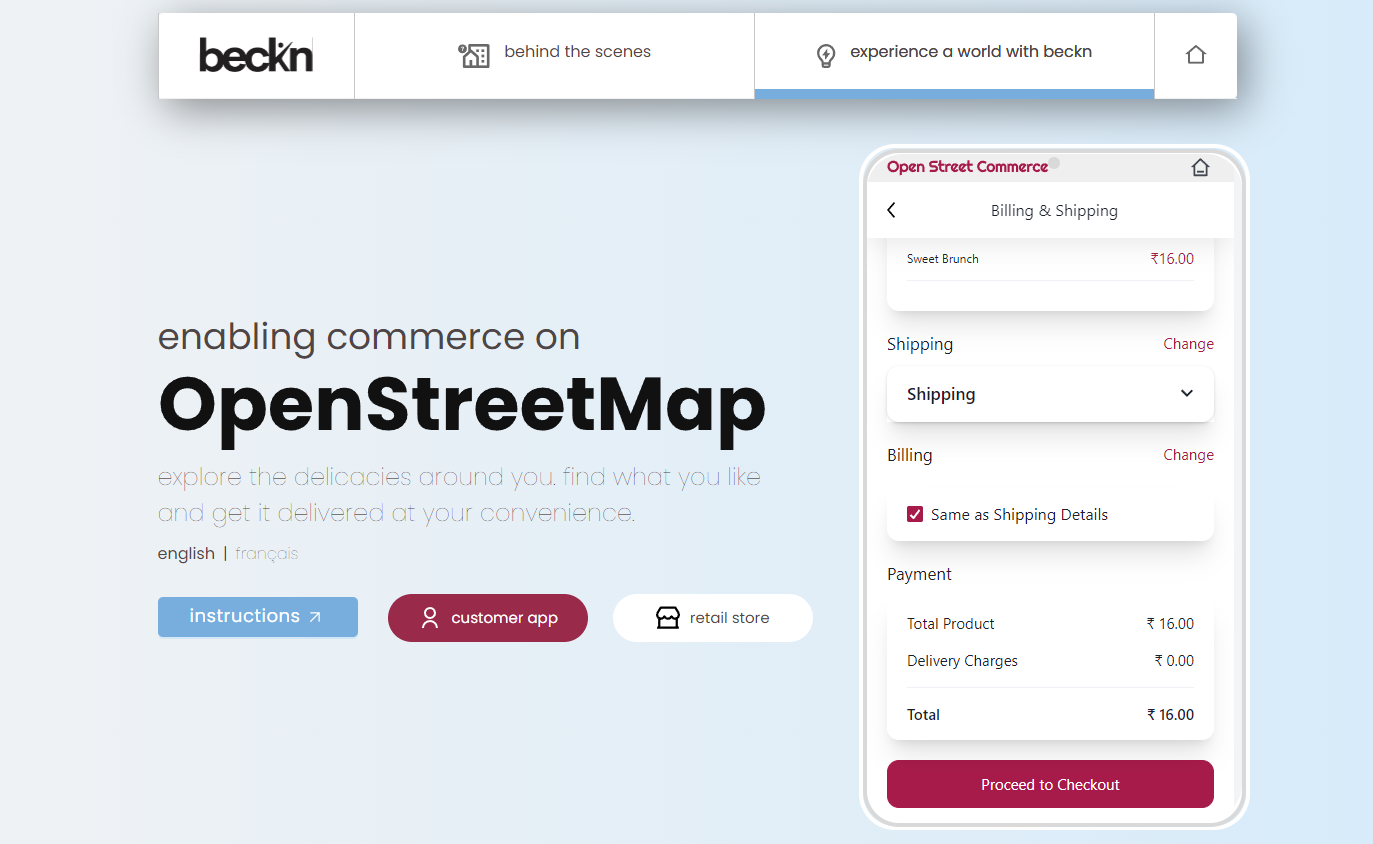 beckn
behind the scenes
experience a world with beckn
enabling commerce on
OpenStreetMap
explore the delicacies around you. find what you like
and get it delivered at your convenience.
english | français
instructions
customer app
retail store
Open Street Commerce
Billing & Shipping
Sweet Brunch ₹16.00
Shipping Change
Shipping
Billing Change
Same as Shipping Details
Payment
Total Product ₹ 16.00
Delivery Charges ₹ 0.00
Total ₹ 16.00
Proceed to Checkout